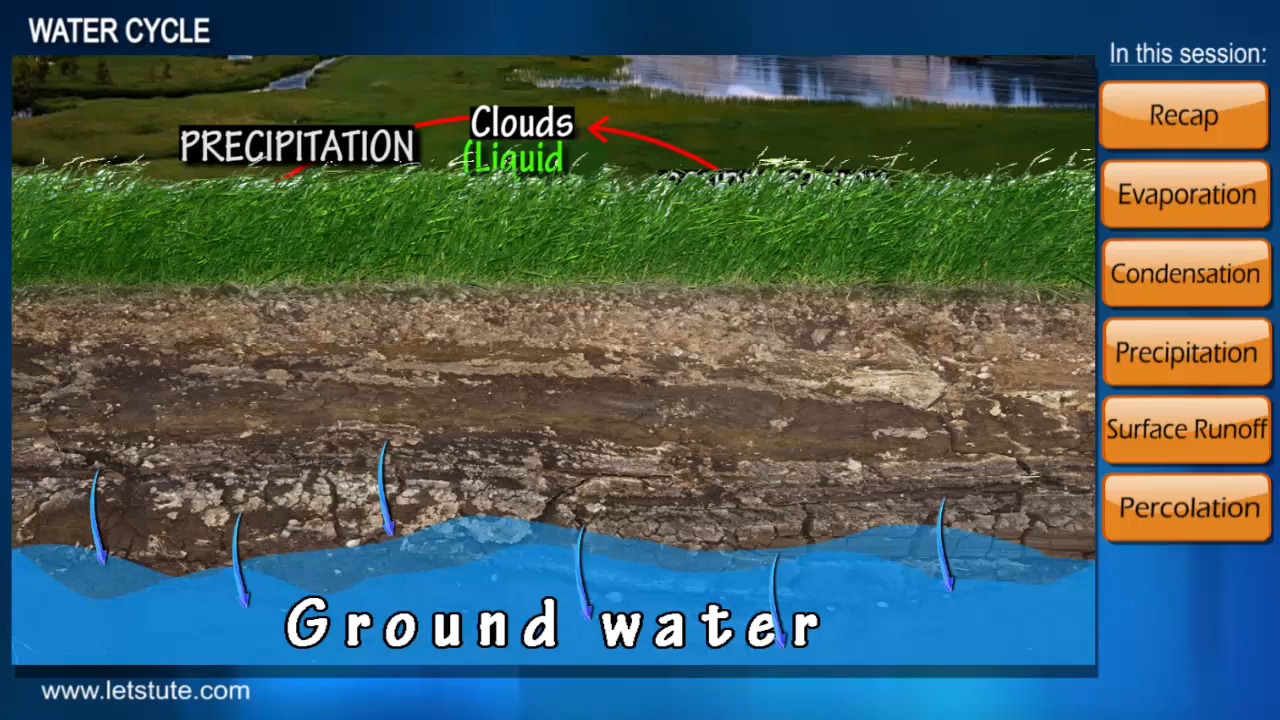 WATER CYCLE
In this session:
Recap
Evaporation
Condensation
Precipitation
Surface Runoff
Percolation
PRECIPITATION
Clouds
(Liquid
Ground water
www.letstute.com